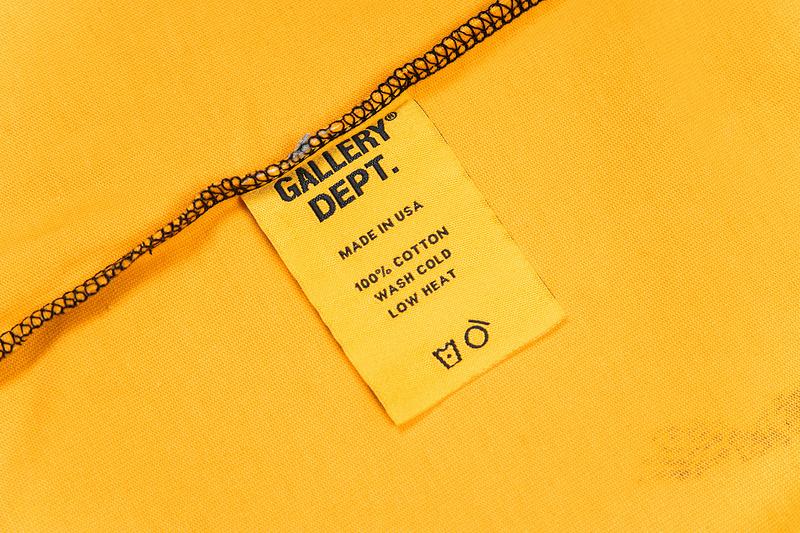 GALLERY®
DEPT.
MADE IN USA
100% COTTON
WASH COLD
LOW HEAT